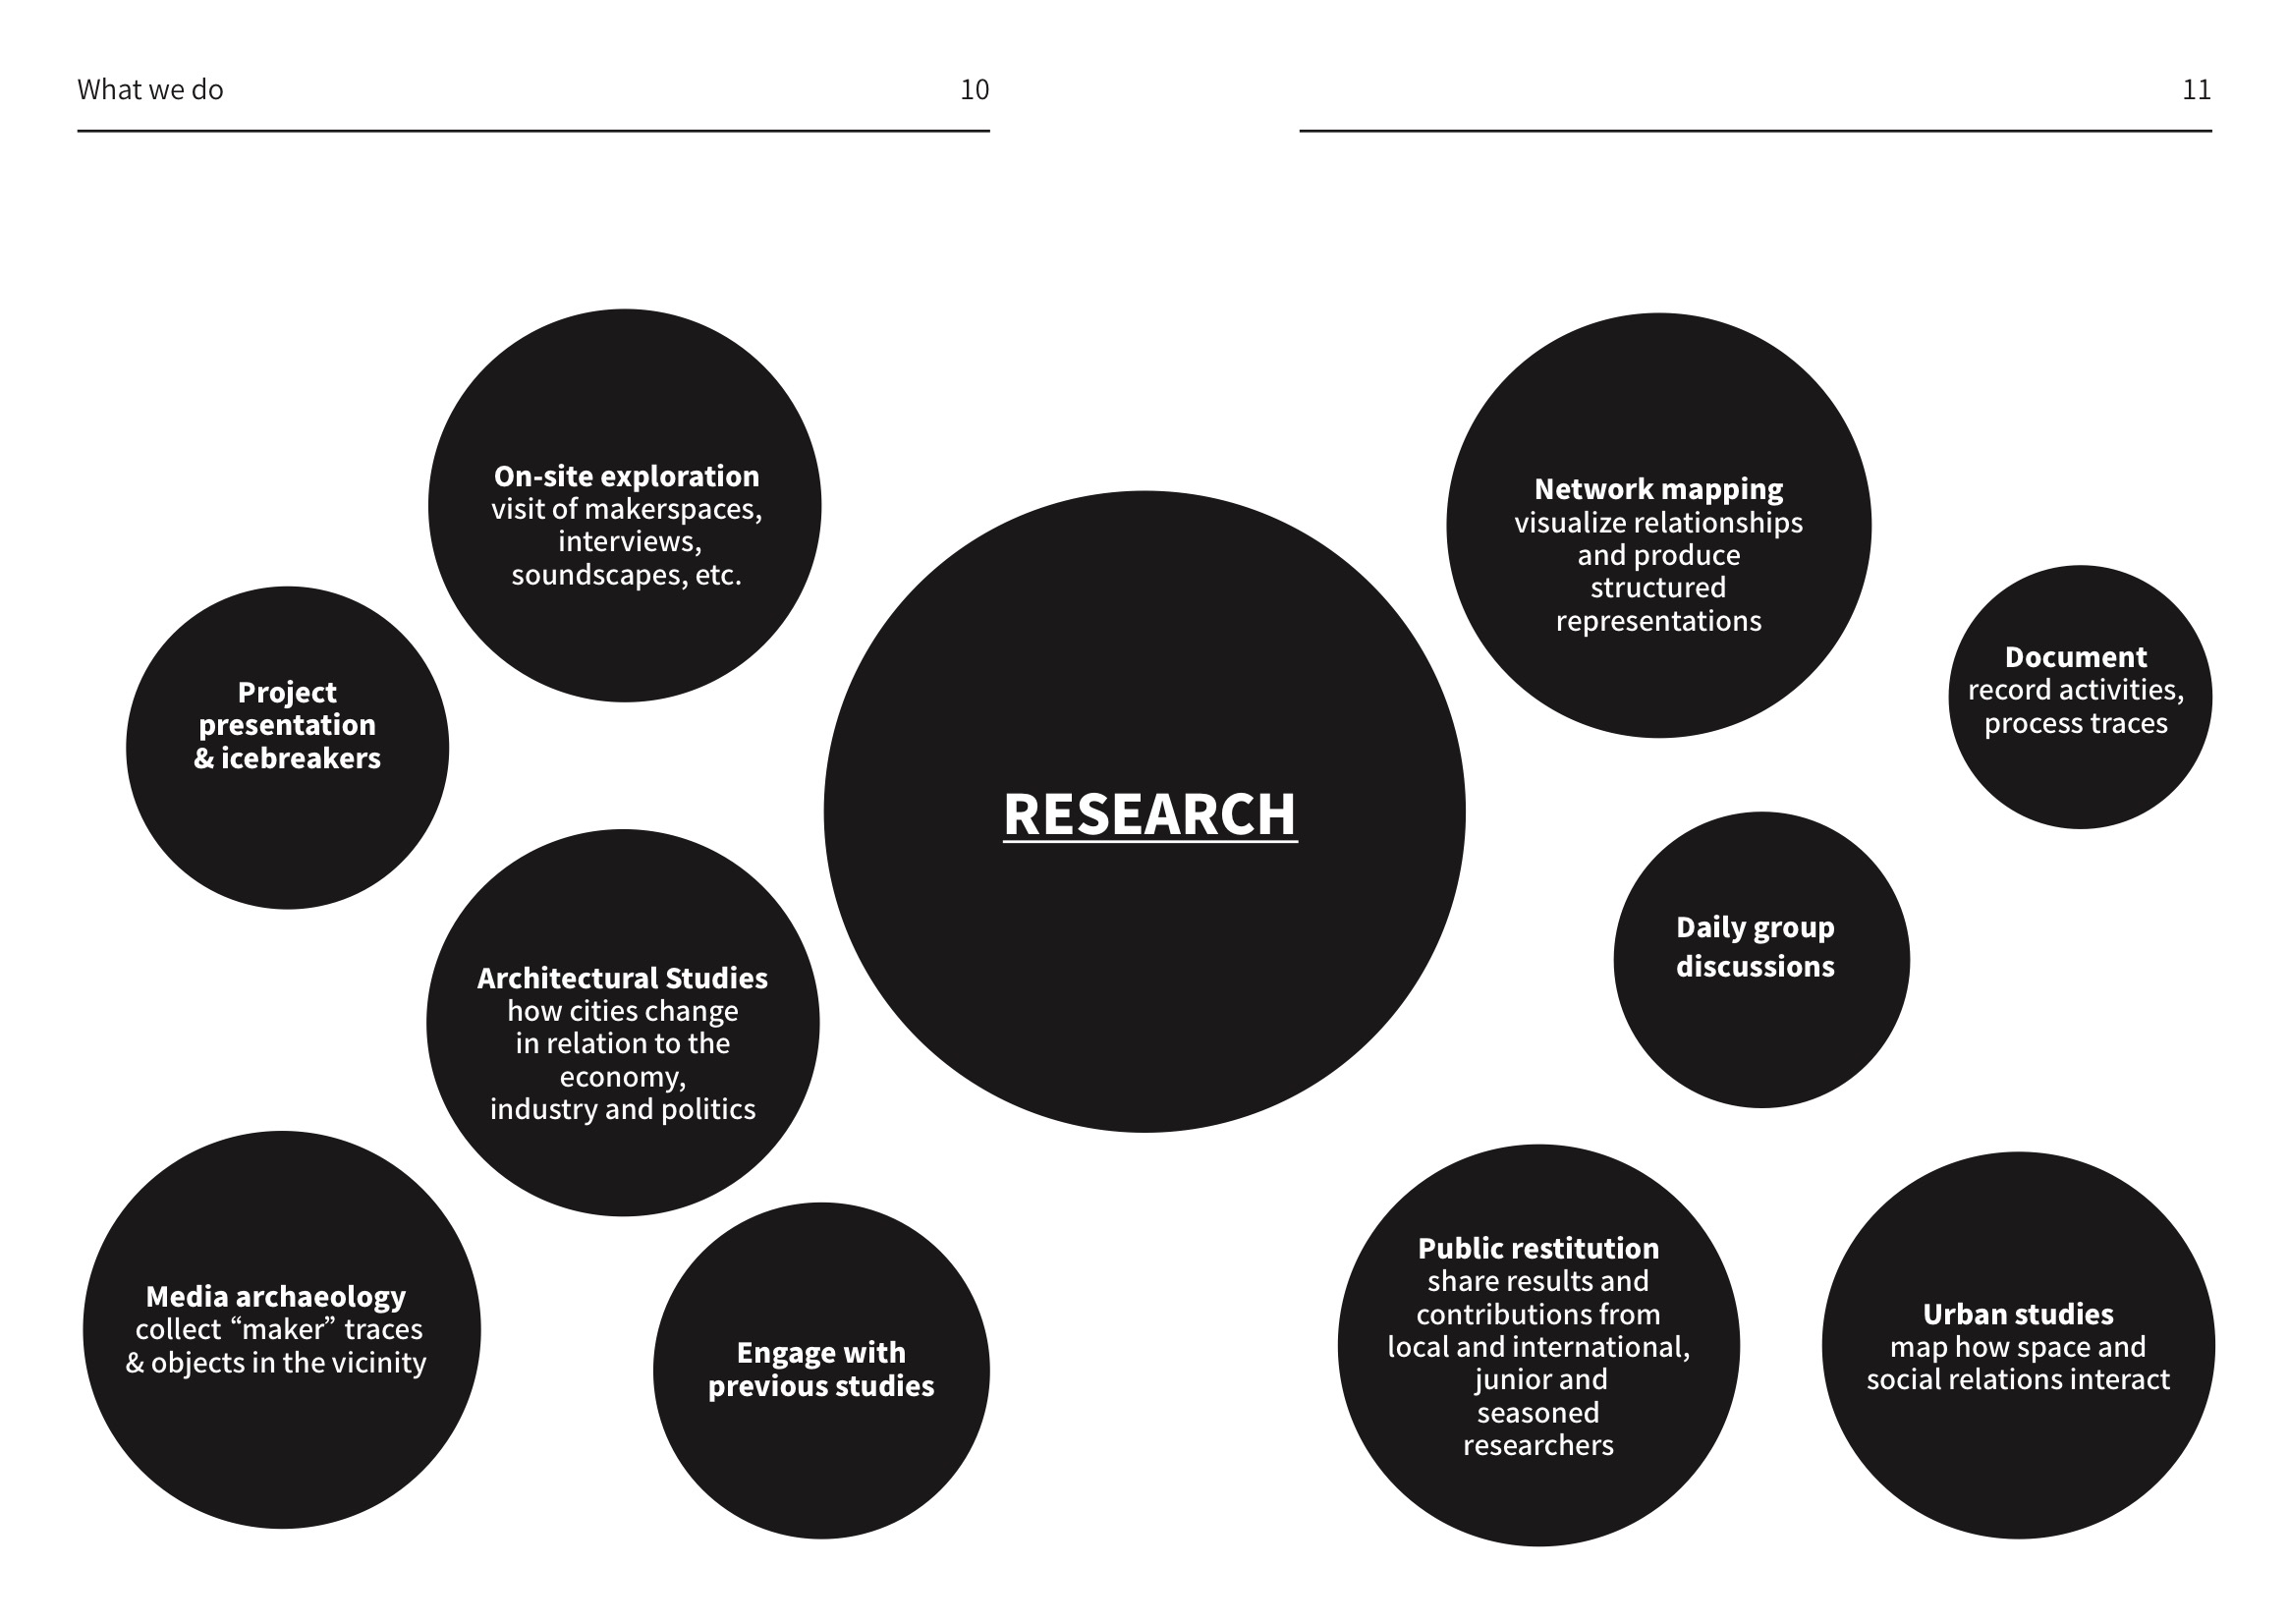 What we do
10
11
On-site exploration
visit of makerspaces,
interviews,
soundscapes, etc.
Project
presentation
& icebreakers
Architectural Studies
how cities change
in relation to the
economy,
industry and politics
Media archaeology
collect “maker” traces
& objects in the vicinity
Engage with
previous studies
RESEARCH
Network mapping
visualize relationships
and produce
structured
representations
Document
record activities,
process traces
Daily group
discussions
Public restitution
share results and
contributions from
local and international,
junior and
seasoned
researchers
Urban studies
map how space and
social relations interact